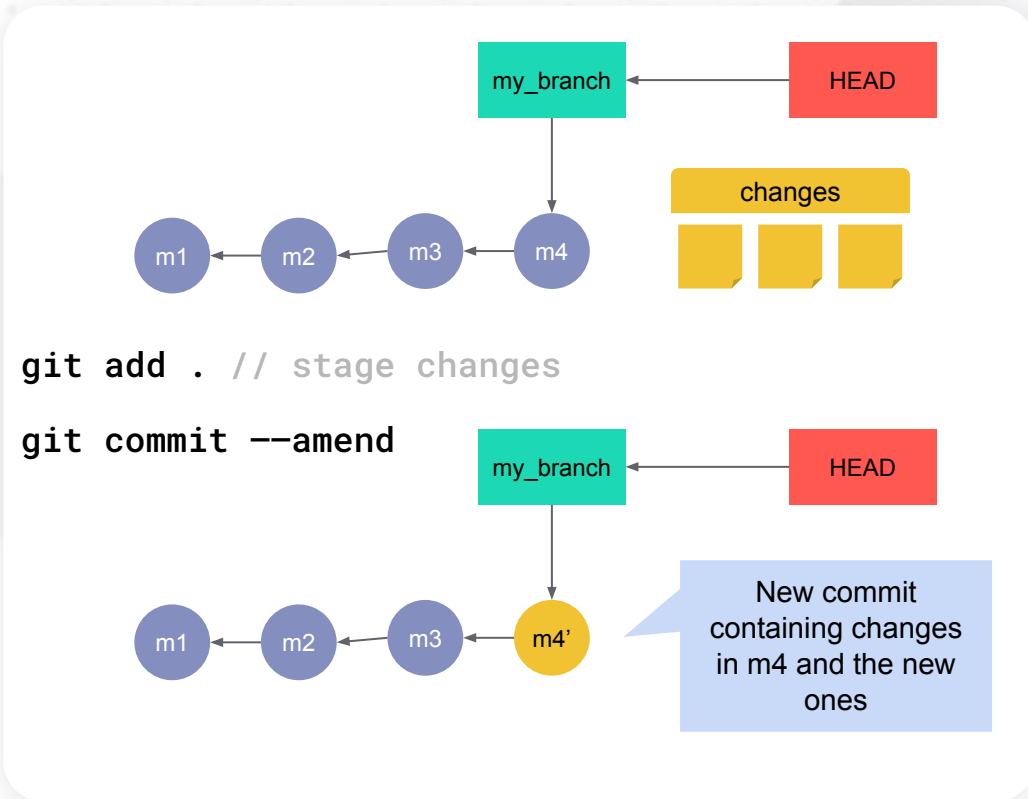 my_branch
HEAD
changes
m1
m2
m3
m4
git add . // stage changes
git commit --amend
my_branch
HEAD
m1
m2
m3
m4’
New commit
containing changes
in m4 and the new
ones